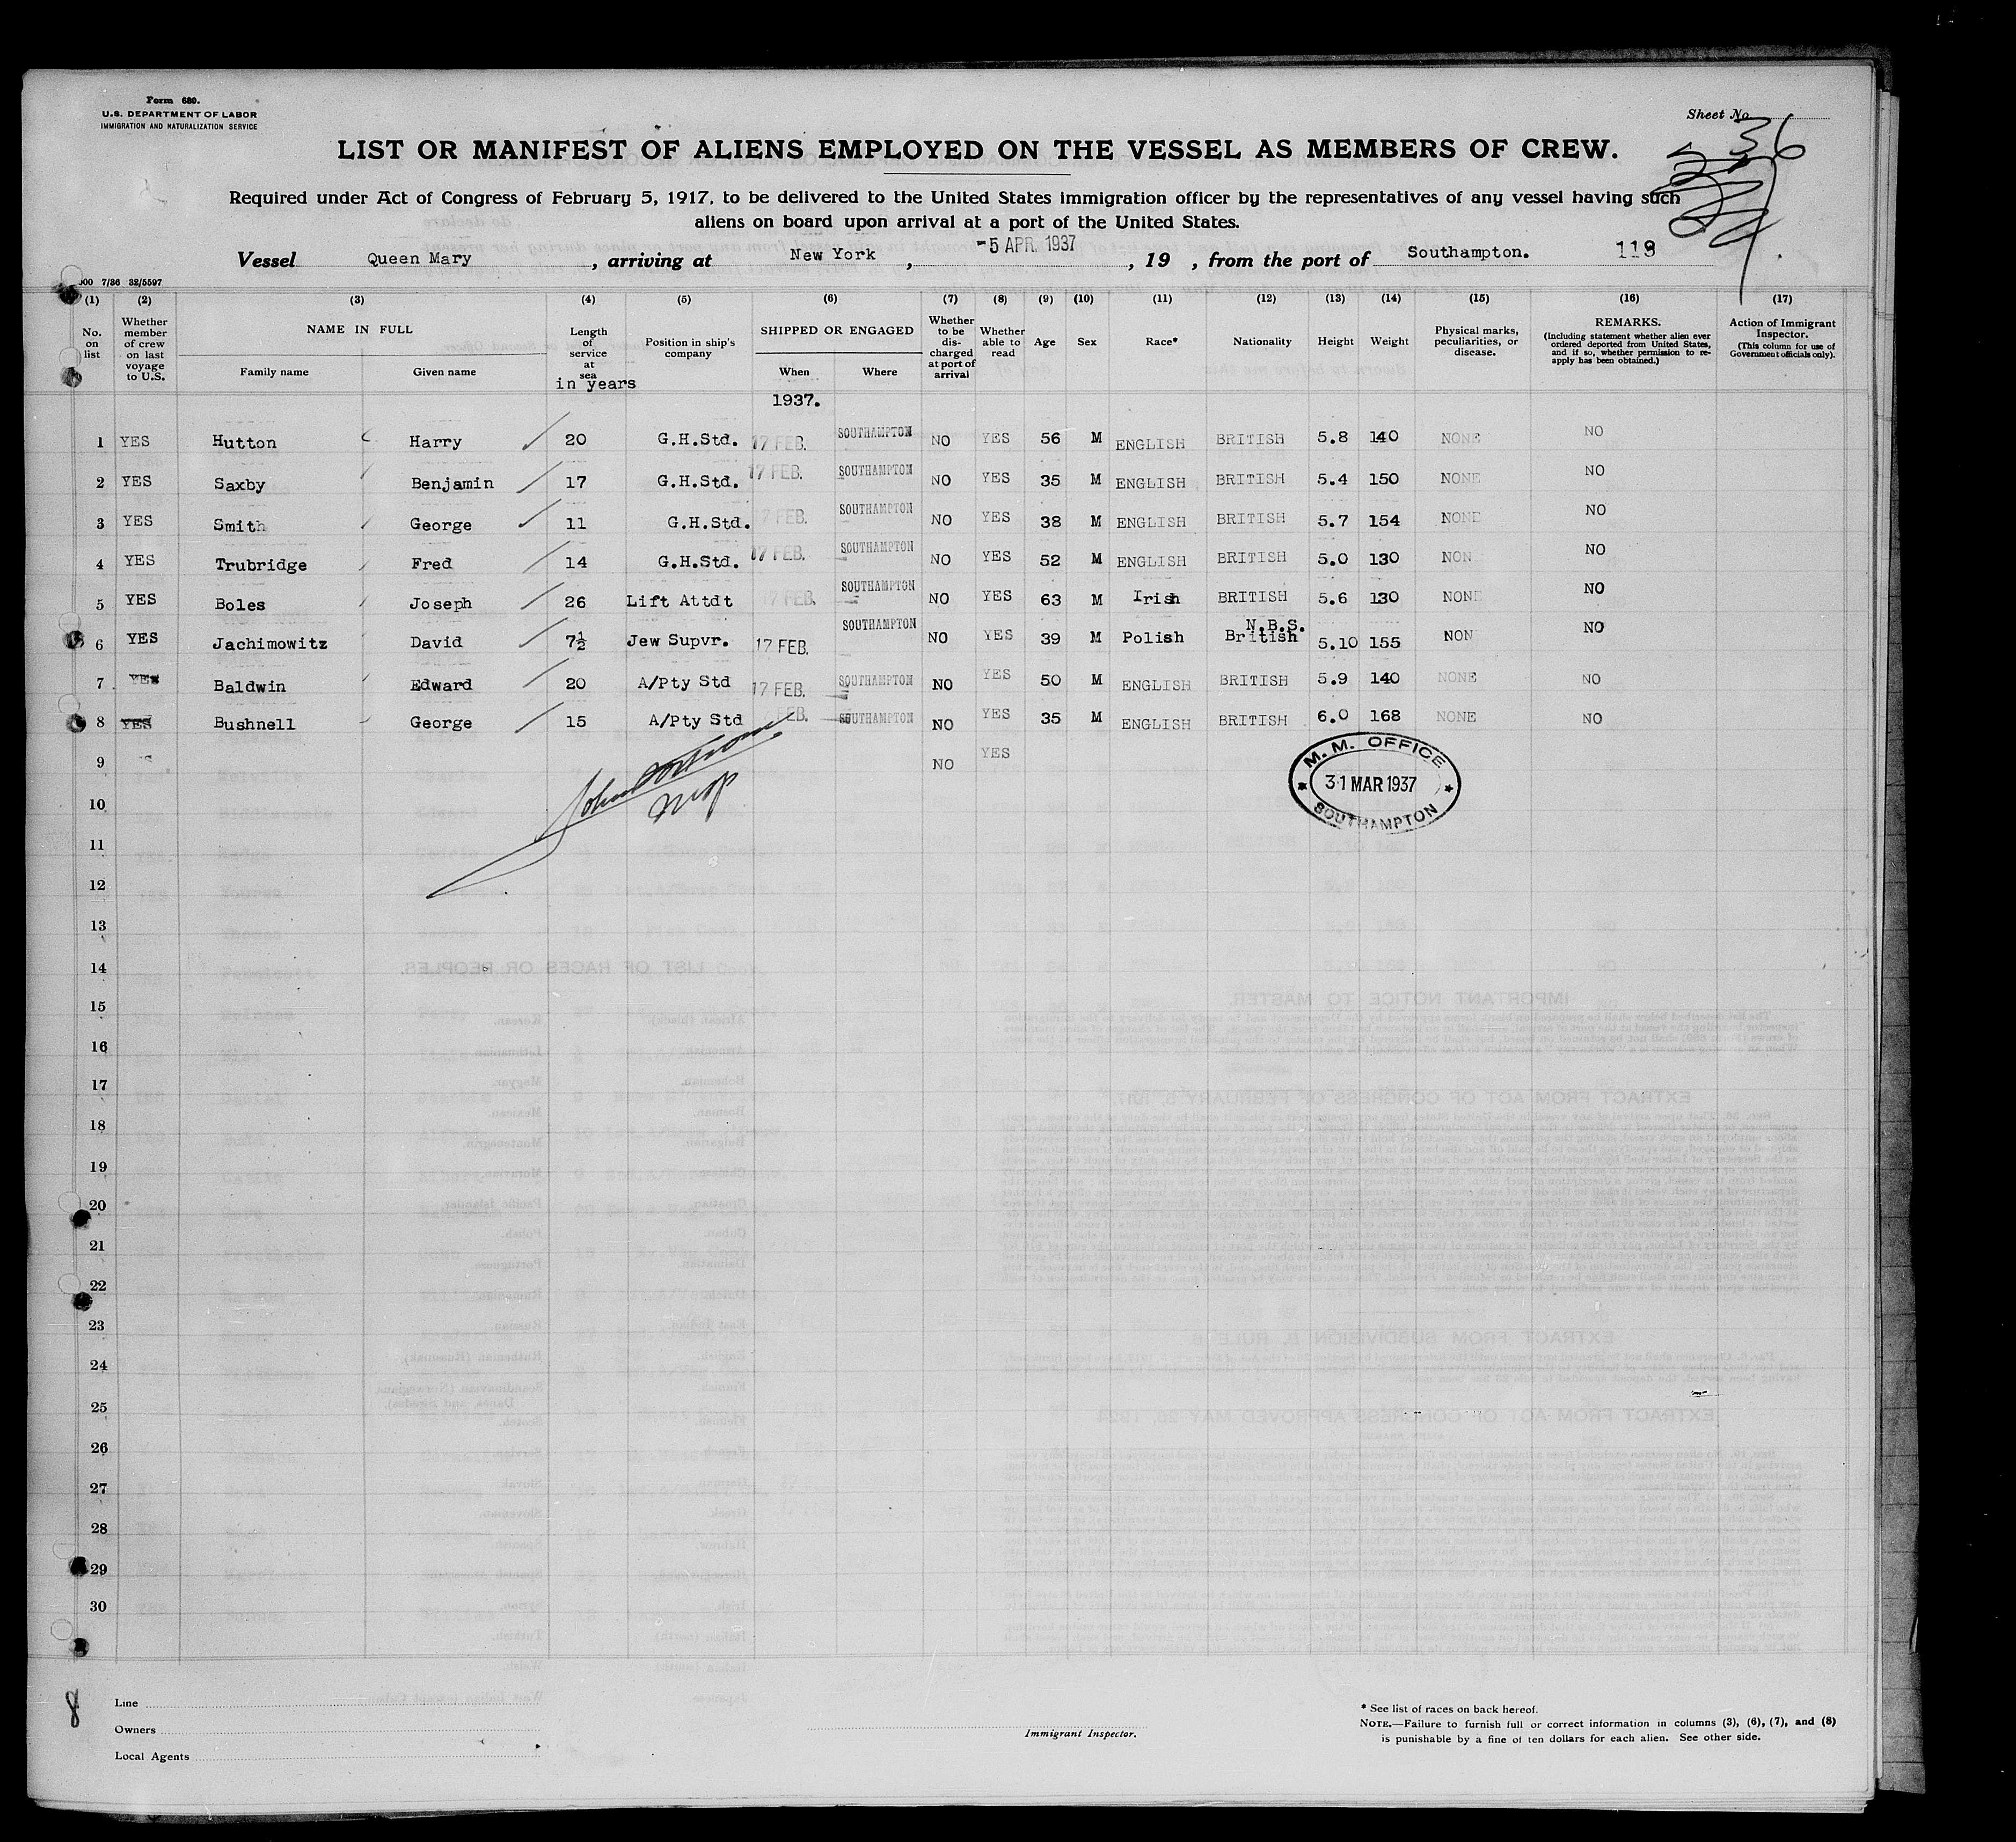 Form 680.
U.S. DEPARTMENT OF LABOR
IMMIGRATION AND NATURALIZATION SERVICE
Sheet No. 36
LIST OR MANIFEST OF ALIENS EMPLOYED ON THE VESSEL AS MEMBERS OF CREW.
Required under Act of Congress of February 5, 1917, to be delivered to the United States immigration officer by the representatives of any vessel having such
aliens on board upon arrival at a port of the United States.
Vessel Queen Mary, arriving at New York, -5 APR. 1937, 19 , from the port of Southampton. 119
000 7/36 32/5597
(1) (2) (3) (4) (5) (6) (7) (8) (9) (10) (11) (12) (13) (14) (15) (16) (17)
No. on list
Whether member of crew on last voyage to U.S.
NAME IN FULL
Family name Given name
Length of service at sea in years
Position in ship's company
SHIPPED OR ENGAGED
When Where
Whether to be discharged at port of arrival
Whether able to read
Age
Sex
Race*
Nationality
Height
Weight
Physical marks, peculiarities, or disease.
REMARKS.
(Including statement whether alien ever ordered deported from United States, and if so, whether permission to re-apply has been obtained.)
Action of Immigrant Inspector.
(This column for use of Government officials only).
1937.
1 YES Hutton Harry 20 G.H.Std. 17 FEB. SOUTHAMPTON NO YES 56 M ENGLISH BRITISH 5.8 140 NONE NO
2 YES Saxby Benjamin 17 G.H.Std. 17 FEB. SOUTHAMPTON NO YES 35 M ENGLISH BRITISH 5.4 150 NONE NO
3 YES Smith George 11 G.H.Std. 17 FEB. SOUTHAMPTON NO YES 38 M ENGLISH BRITISH 5.7 154 NONE NO
4 YES Trubridge Fred 14 G.H.Std. 17 FEB. SOUTHAMPTON NO YES 52 M ENGLISH BRITISH 5.0 130 NON NO
5 YES Boles Joseph 26 Lift Attdt 17 FEB. SOUTHAMPTON NO YES 63 M Irish BRITISH 5.6 130 NONE NO
6 YES Jachimowitz David 7½ Jew Supvr. 17 FEB. SOUTHAMPTON NO YES 39 M Polish N.B.S. British 5.10 155 NON NO
7 YES Baldwin Edward 20 A/Pty Std 17 FEB. SOUTHAMPTON NO YES 50 M ENGLISH BRITISH 5.9 140 NONE NO
8 YES Bushnell George 15 A/Pty Std FEB. SOUTHAMPTON NO YES 35 M ENGLISH BRITISH 6.0 168 NONE NO
9 NO YES
M. M. OFFICE
31 MAR 1937
SOUTHAMPTON
10
11
12
13
14
15
16
17
18
19
20
21
22
23
24
25
26
27
28
29
30
8
Line
Owners
Local Agents
Immigrant Inspector.
* See list of races on back hereof.
NOTE.—Failure to furnish full or correct information in columns (3), (6), (7), and (8)
is punishable by a fine of ten dollars for each alien. See other side.